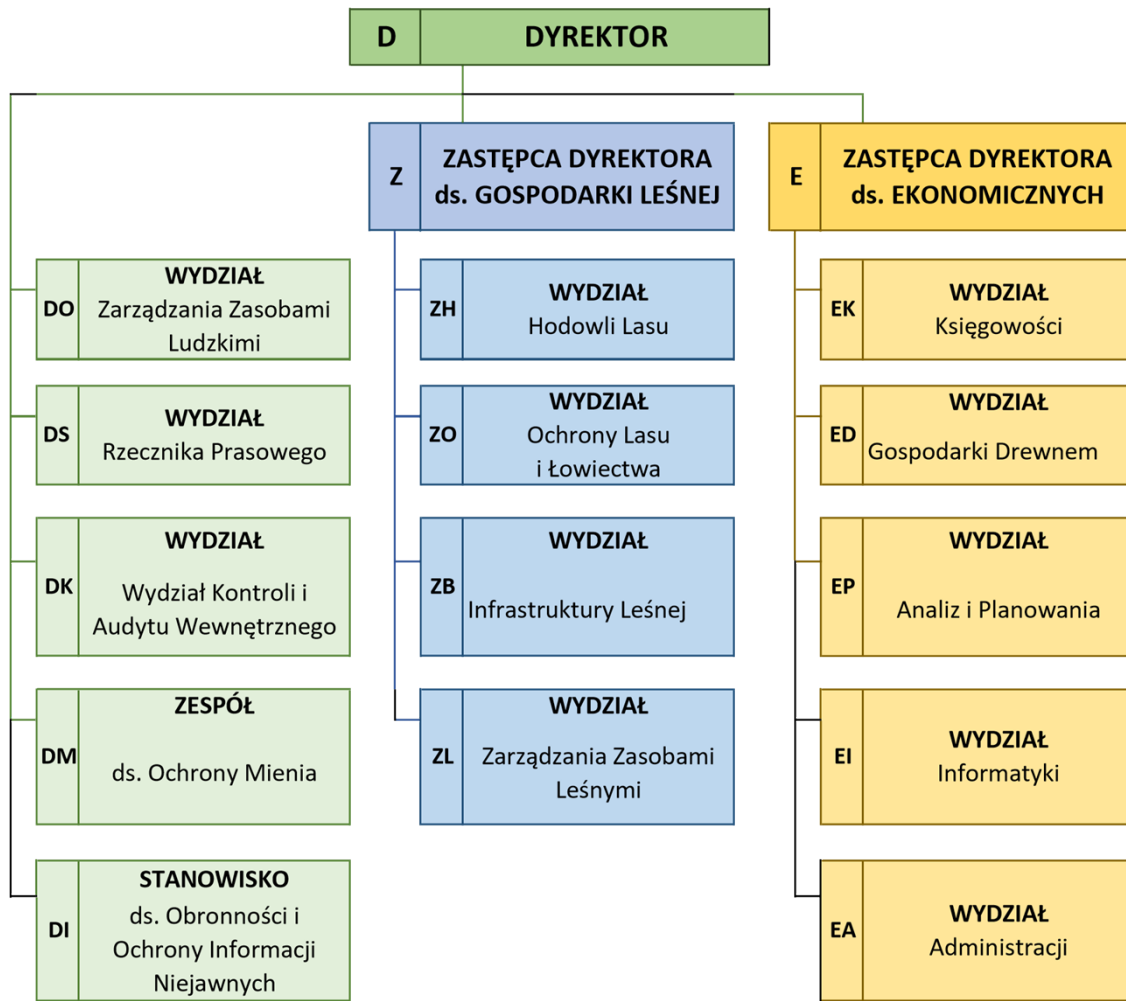 D DYREKTOR
Z ZASTĘPCA DYREKTORA
ds. GOSPODARKI LEŚNEJ
E ZASTĘPCA DYREKTORA
ds. EKONOMICZNYCH
DO WYDZIAŁ
Zarządzania Zasobami
Ludzkimi
DS WYDZIAŁ
Rzecznika Prasowego
DK WYDZIAŁ
Wydział Kontroli i
Audytu Wewnętrznego
DM ZESPÓŁ
ds. Ochrony Mienia
DI STANOWISKO
ds. Obronności i
Ochrony Informacji
Niejawnych
ZH WYDZIAŁ
Hodowli Lasu
ZO WYDZIAŁ
Ochrony Lasu
i Łowiectwa
ZB WYDZIAŁ
Infrastruktury Leśnej
ZL WYDZIAŁ
Zarządzania Zasobami
Leśnymi
EK WYDZIAŁ
Księgowości
ED WYDZIAŁ
Gospodarki Drewnem
EP WYDZIAŁ
Analiz i Planowania
EI WYDZIAŁ
Informatyki
EA WYDZIAŁ
Administracji